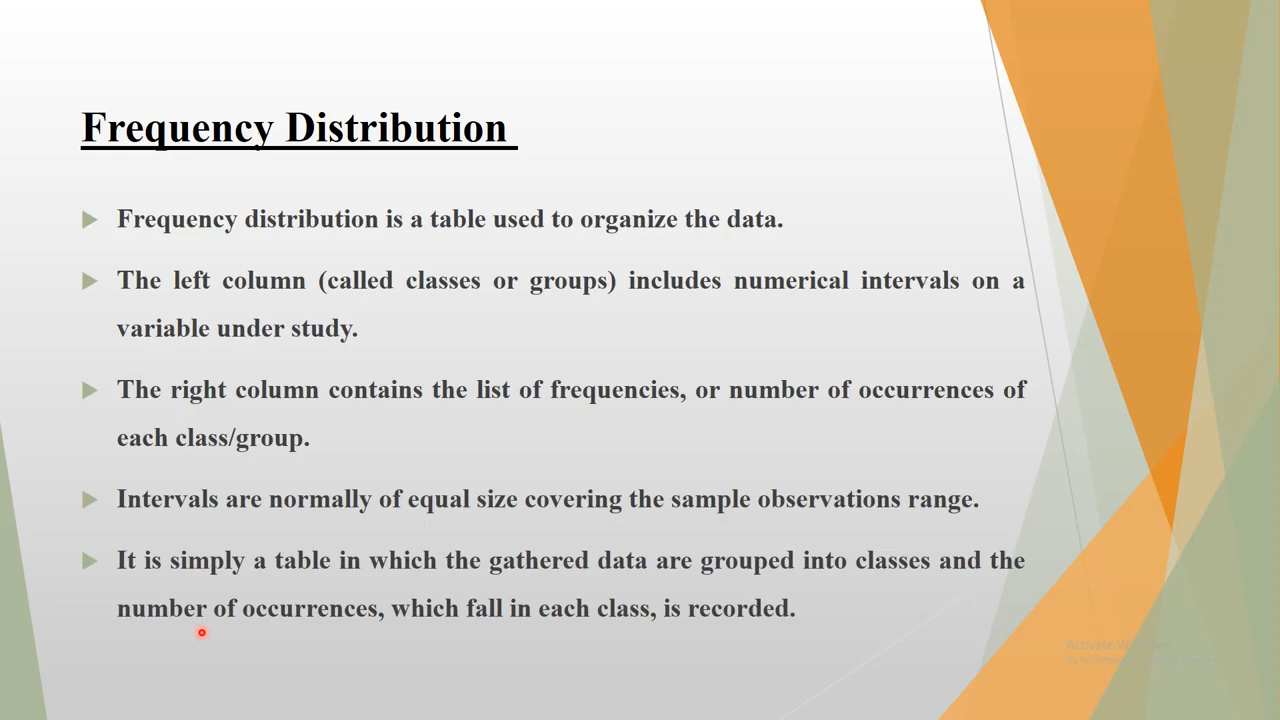 Frequency Distribution
Frequency distribution is a table used to organize the data.
The left column (called classes or groups) includes numerical intervals on a
variable under study.
The right column contains the list of frequencies, or number of occurrences of
each class/group.
Intervals are normally of equal size covering the sample observations range.
It is simply a table in which the gathered data are grouped into classes and the
number of occurrences, which fall in each class, is recorded.
Activate Windows